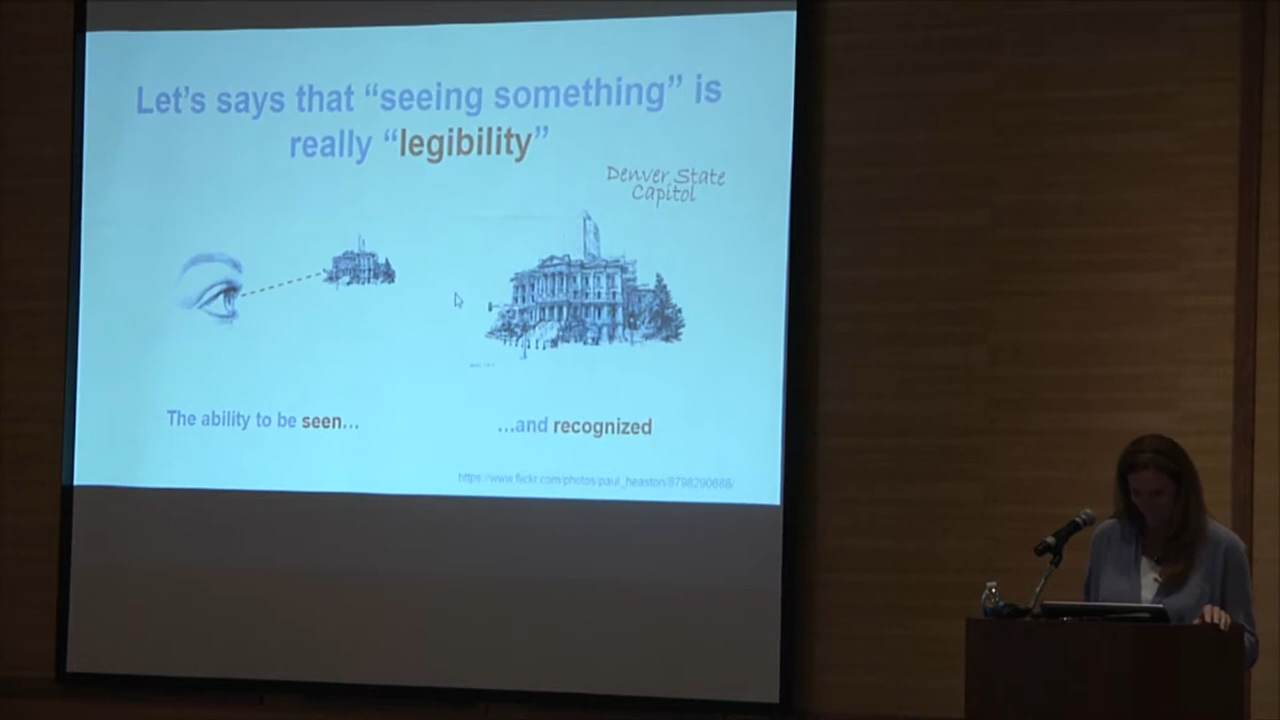 Let's says that “seeing something” is
really “legibility”
Denver State
Capitol
The ability to be seen...
...and recognized
https://www.flickr.com/photos/paul_heaston/8798290888/